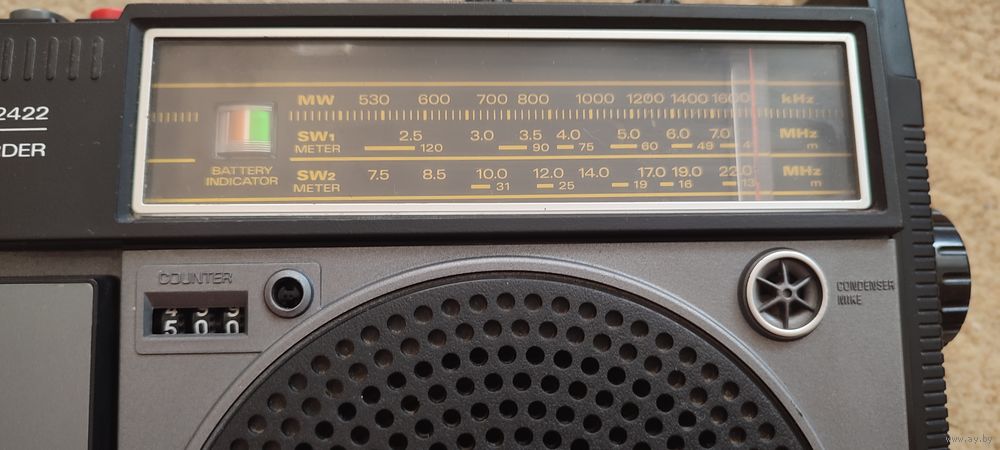 2422
RDER
MW 530 600 700 800 1000 1200 1400 1600 kHz
SW1 2.5 3.0 3.5 4.0 5.0 6.0 7.0 MHz
METER 120 90 75 60 49 m
BATTERY
INDICATOR
SW2 7.5 8.5 10.0 12.0 14.0 17.0 19.0 22.0 MHz
METER 31 25 19 16 13 m
COUNTER
CONDENSER
MIKE
www.ay.by